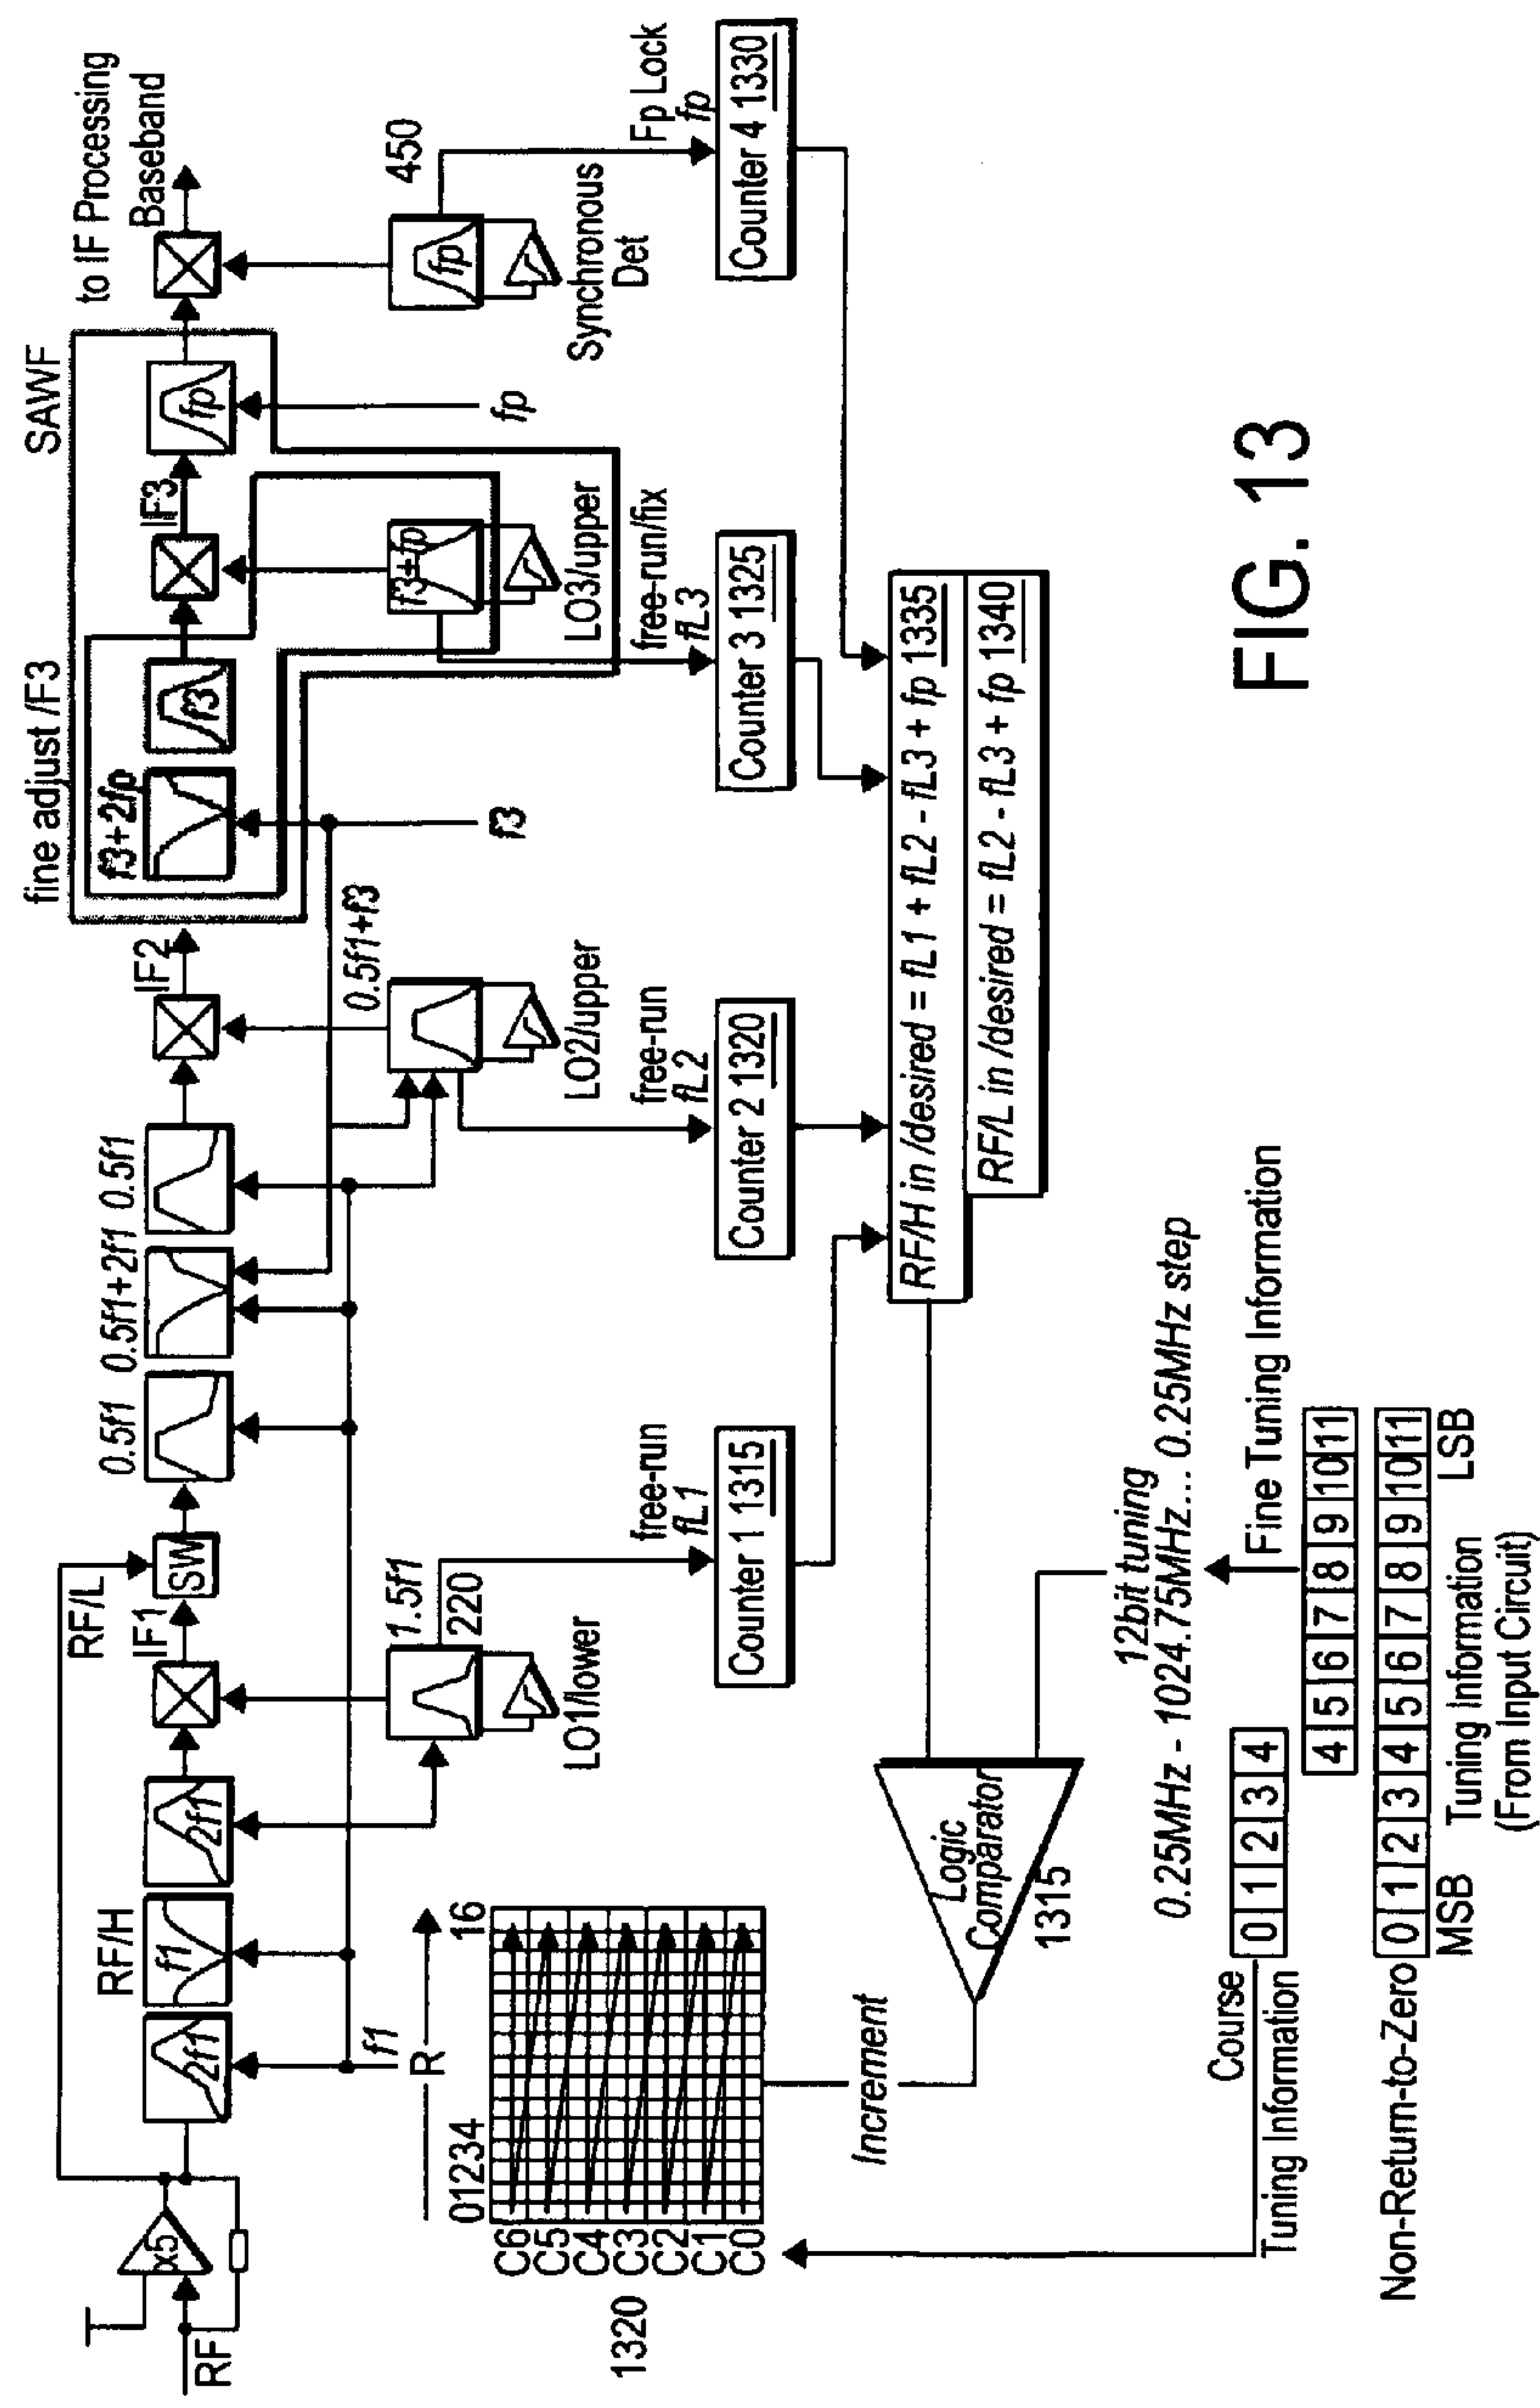 RF
x5
RF/L
2f1
RF/H
f1
2f1
IF1
SW
0.5f1
0.5f1+2f1
0.5f1
IF2
fine adjust /F3
f3+2fp
f3
IF3
SAWF
fp
to IF Processing
Baseband
f1
1.5f1
220
LO1/lower
0.5f1+f3
LO2/upper
f3
f3±fp
LO3/upper
fp
fp
450
Synchronous
Det
free-run
fL1
Counter 1 1315
free-run
fL2
Counter 2 1320
free-run/fix
fL3
Counter 3 1325
Fp Lock
fp
Counter 4 1330
RF/H in /desired = fL1 + fL2 - fL3 + fp 1335
RF/L in /desired = fL2 - fL3 + fp 1340
R
01234
16
C6
C5
C4
C3
C2
C1
C0
1320
Increment
Logic
Comparator
1315
12bit tuning
0.25MHz - 1024.75MHz... 0.25MHz step
Course
Tuning Information
0 1 2 3 4
Fine Tuning Information
4 5 6 7 8 9 10 11
Non-Return-to-Zero
0 1 2 3 4 5 6 7 8 9 10 11
MSB
LSB
Tuning Information
(From Input Circuit)
FIG. 13